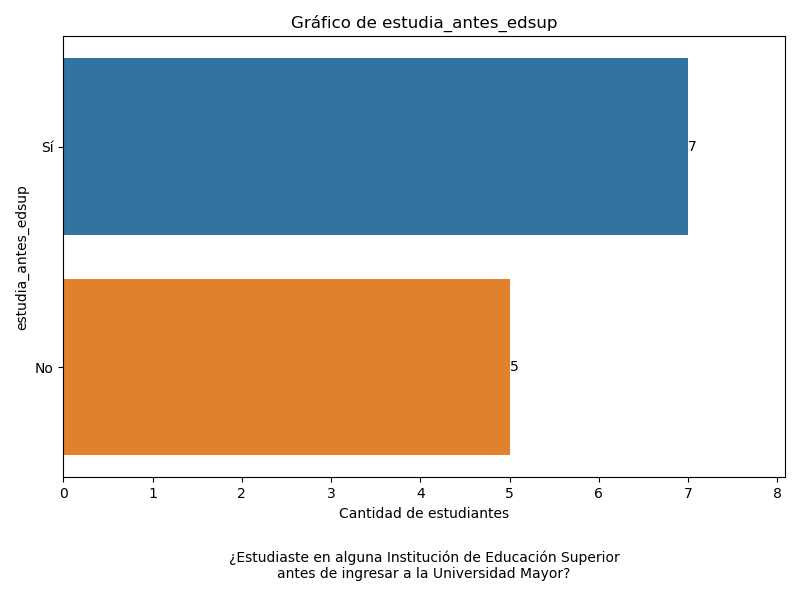 Gráfico de estudia_antes_edsup
estudia_antes_edsup
Sí
7
No
5
0 1 2 3 4 5 6 7 8
Cantidad de estudiantes
¿Estudiaste en alguna Institución de Educación Superior
antes de ingresar a la Universidad Mayor?